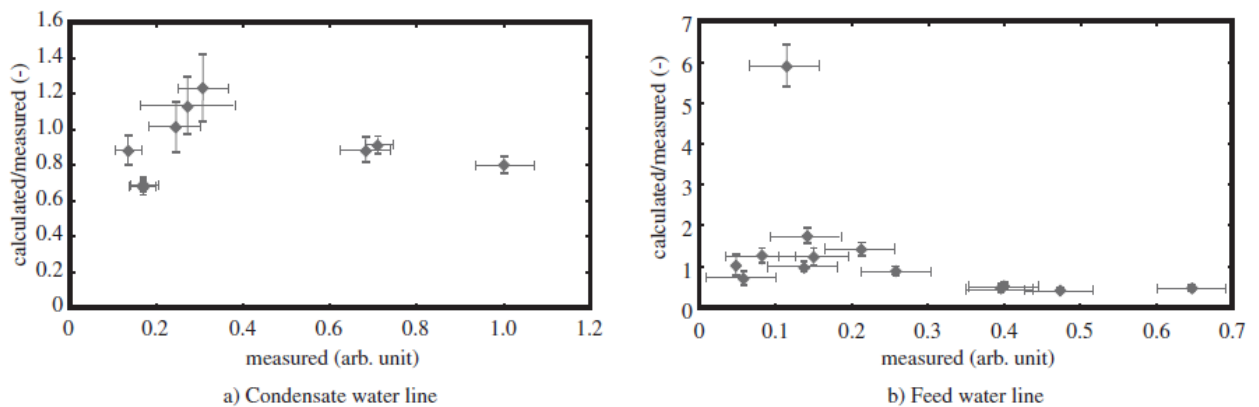 calculated/measured (-)
1.6
1.4
1.2
1.0
0.8
0.6
0.4
0.2
0
0 0.2 0.4 0.6 0.8 1.0 1.2
measured (arb. unit)
a) Condensate water line
calculated/measured (-)
7
6
5
4
3
2
1
0
0 0.1 0.2 0.3 0.4 0.5 0.6 0.7
measured (arb. unit)
b) Feed water line